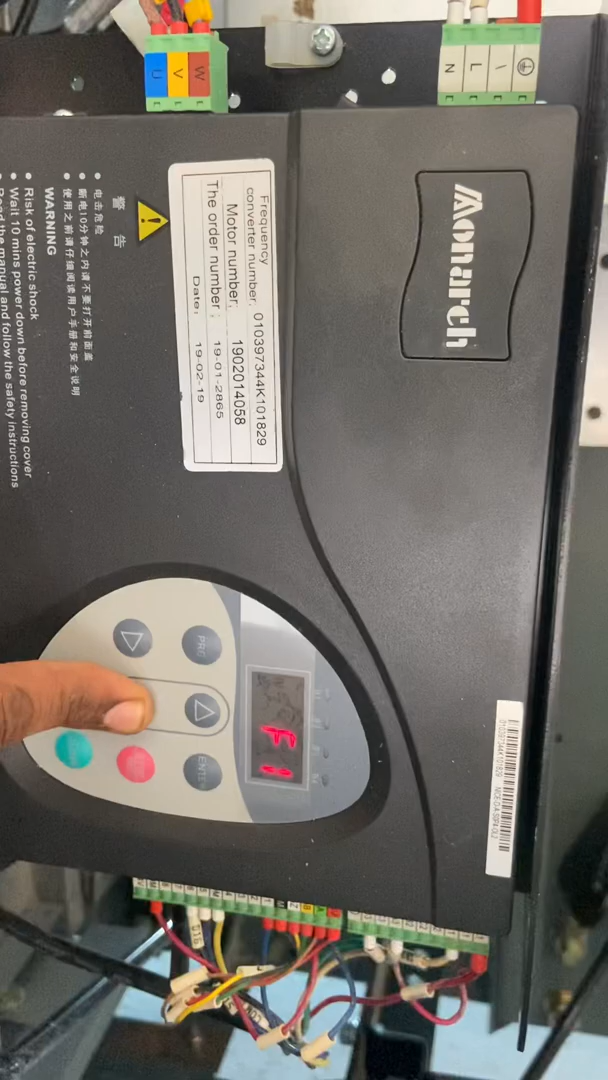 U V W
N L I
Monarch
Frequency
converter number. 010397344K101829
Motor number. 1902014058
The order number: 19-01-2865
Date: 19-02-19
警 告
• 电击危险
• 断电10分钟之内请不要打开前面盖
• 使用之前请仔细阅读用户手册和安全说明
WARNING
• Risk of electric shock
• Wait 10 mins power down before removing cover
• Read the manual and follow the safety instructions
PRG
ENTER
F1
010397344K101829